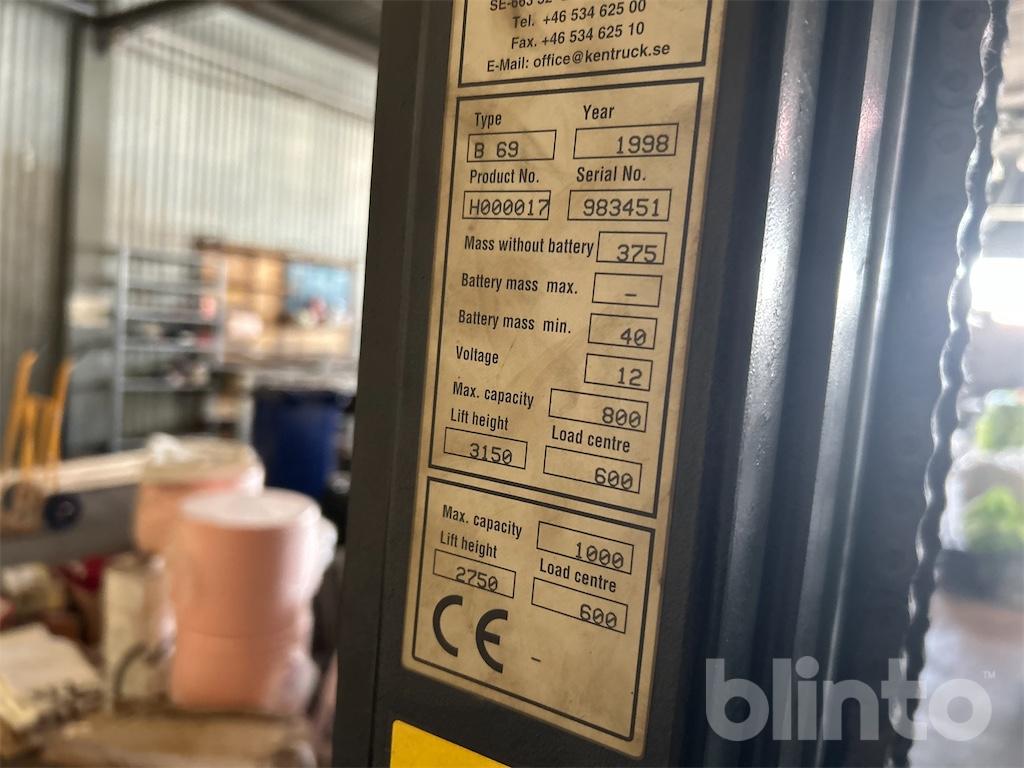 Tel. +46 534 625 00
Fax. +46 534 625 10
E-Mail: office@kentruck.se
Type Year
B 69 1998
Product No. Serial No.
H000017 983451
Mass without battery 375
Battery mass max. -
Battery mass min. 40
Voltage 12
Max. capacity 800
Lift height Load centre
3150 600
Max. capacity 1000
Lift height Load centre
2750 600
CE -
blinto™